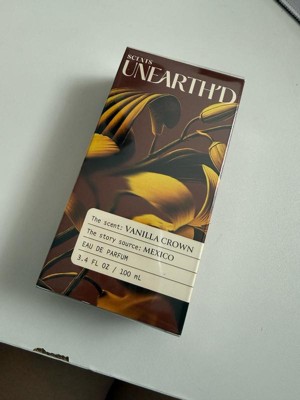 SCENTS
UNEARTH'D
The scent: VANILLA CROWN
The story source: MEXICO
EAU DE PARFUM
3.4 FL OZ / 100 mL